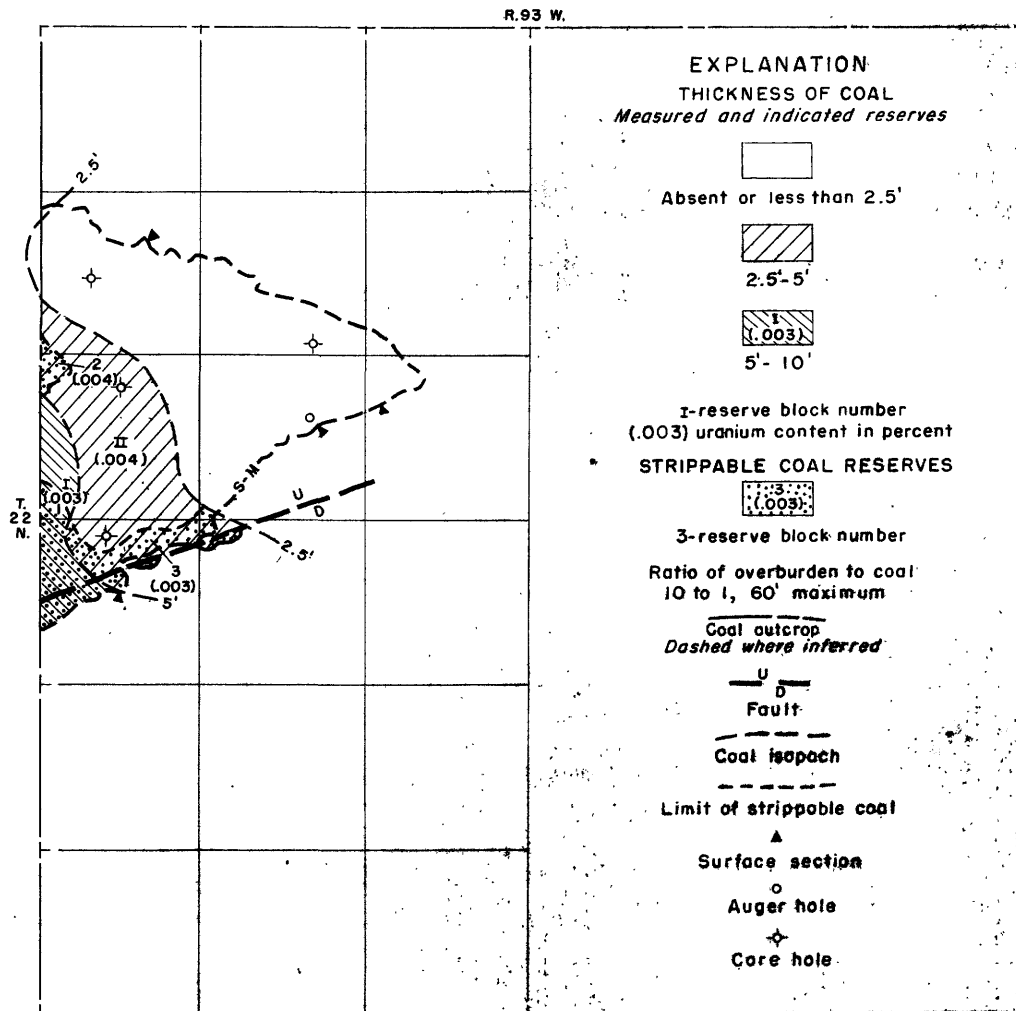 R.93 W.
2.5'
2
(.004)
II
(.004)
I
(.003)
S-M
U
D
T.
22
N.
2.5'
3
(.003)
5'
EXPLANATION
THICKNESS OF COAL
Measured and indicated reserves
Absent or less than 2.5'
2.5'-5'
I
(.003)
5'- 10'
I-reserve block number
(.003) uranium content in percent
STRIPPABLE COAL RESERVES
3
(.003)
3-reserve block number
Ratio of overburden to coal
10 to 1, 60' maximum
Coal outcrop
Dashed where inferred
U
D
Fault
Coal isopach
Limit of strippable coal
Surface section
Auger hole
Core hole